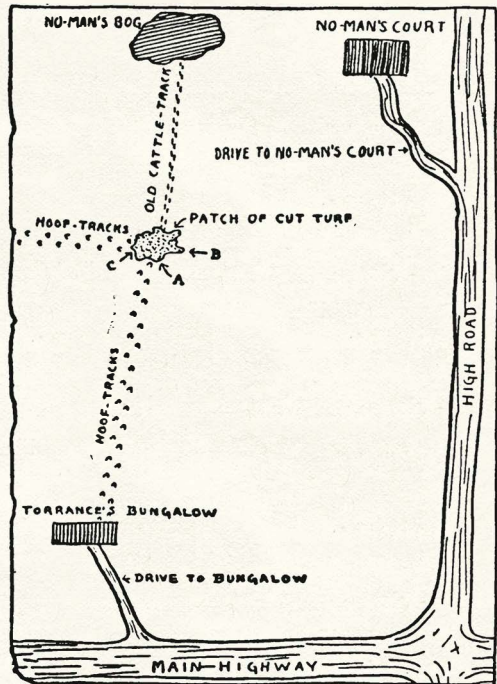 NO-MAN'S BOG
NO-MAN'S COURT
OLD CATTLE-TRACK
DRIVE TO NO-MAN'S COURT
HOOF-TRACKS
PATCH OF CUT TURF
B
C
A
HIGH ROAD
HOOF-TRACKS
TORRANCE'S BUNGALOW
DRIVE TO BUNGALOW
X
MAIN HIGHWAY